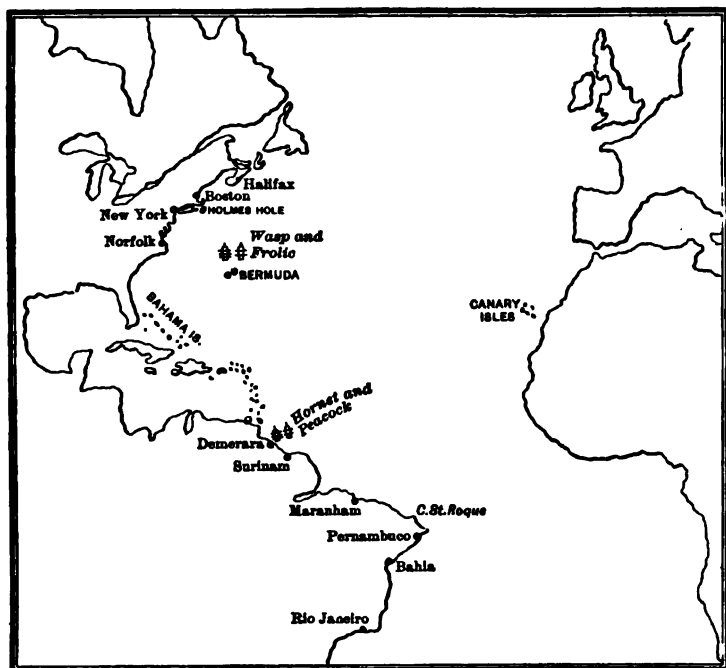 Halifax
Boston
New York
HOLMES HOLE
Norfolk
Wasp and
Frolic
BERMUDA
BAHAMA IS.
CANARY
ISLES
Hornet and
Peacock
Demerara
Surinam
Maranham
C.St.Roque
Pernambuco
Bahia
Rio Janeiro